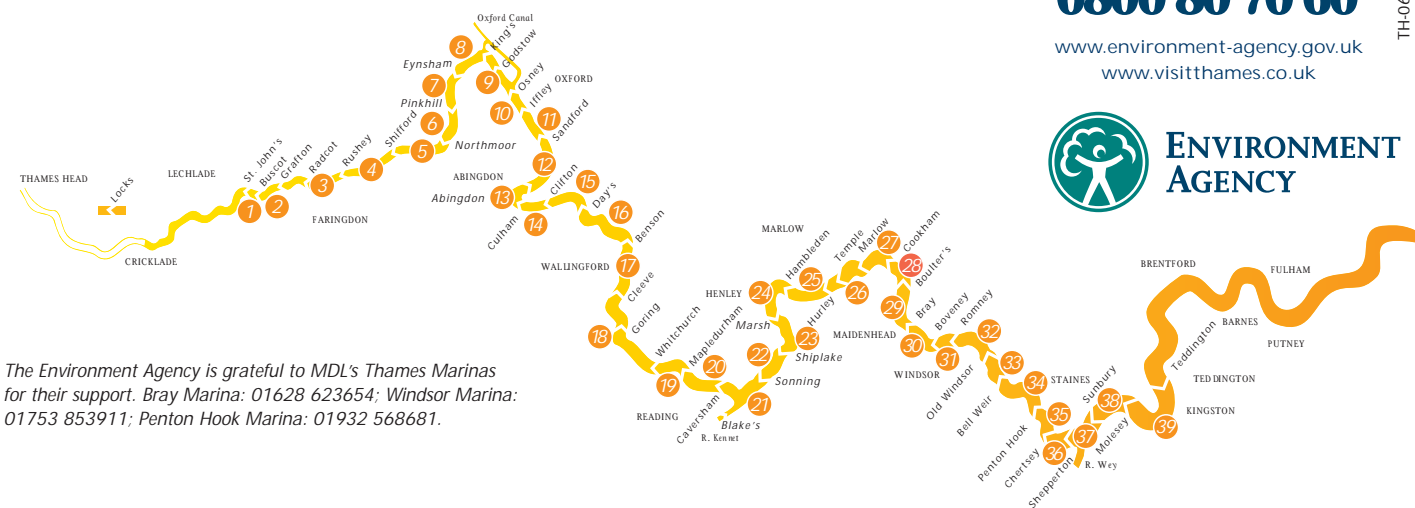 0800 80 70 60
TH-06
www.environment-agency.gov.uk
www.visitthames.co.uk
ENVIRONMENT
AGENCY
Oxford Canal
King's
Godstow
8
Eynsham
9
Osney
OXFORD
7
Pinkhill
10
Iffley
11
6
Sandford
Shifford
5
Northmoor
12
Rushey
4
Radcot
3
Grafton
Buscot
St. John's
LECHLADE
1
2
FARINGDON
THAMES HEAD
Locks
CRICKLADE
ABINGDON
Abingdon
13
Clifton
15
Culham
14
Day's
16
Benson
WALLINGFORD
17
Cleeve
18
Goring
Whitchurch
19
Mapledurham
20
READING
Caversham
21
Blake's
R. Kennet
22
Sonning
Marsh
23
Shiplake
HENLEY
24
Hambleden
25
Hurley
MARLOW
Temple
26
Marlow
27
Cookham
28
Boulter's
MAIDENHEAD
29
Bray
30
Boveney
31
WINDSOR
Romney
32
Old Windsor
33
Bell Weir
34
STAINES
Penton Hook
35
Chertsey
36
Shepperton
37
R. Wey
Sunbury
38
Molesey
39
KINGSTON
TEDDINGTON
Teddington
BRENTFORD
FULHAM
BARNES
PUTNEY
The Environment Agency is grateful to MDL's Thames Marinas
for their support. Bray Marina: 01628 623654; Windsor Marina:
01753 853911; Penton Hook Marina: 01932 568681.